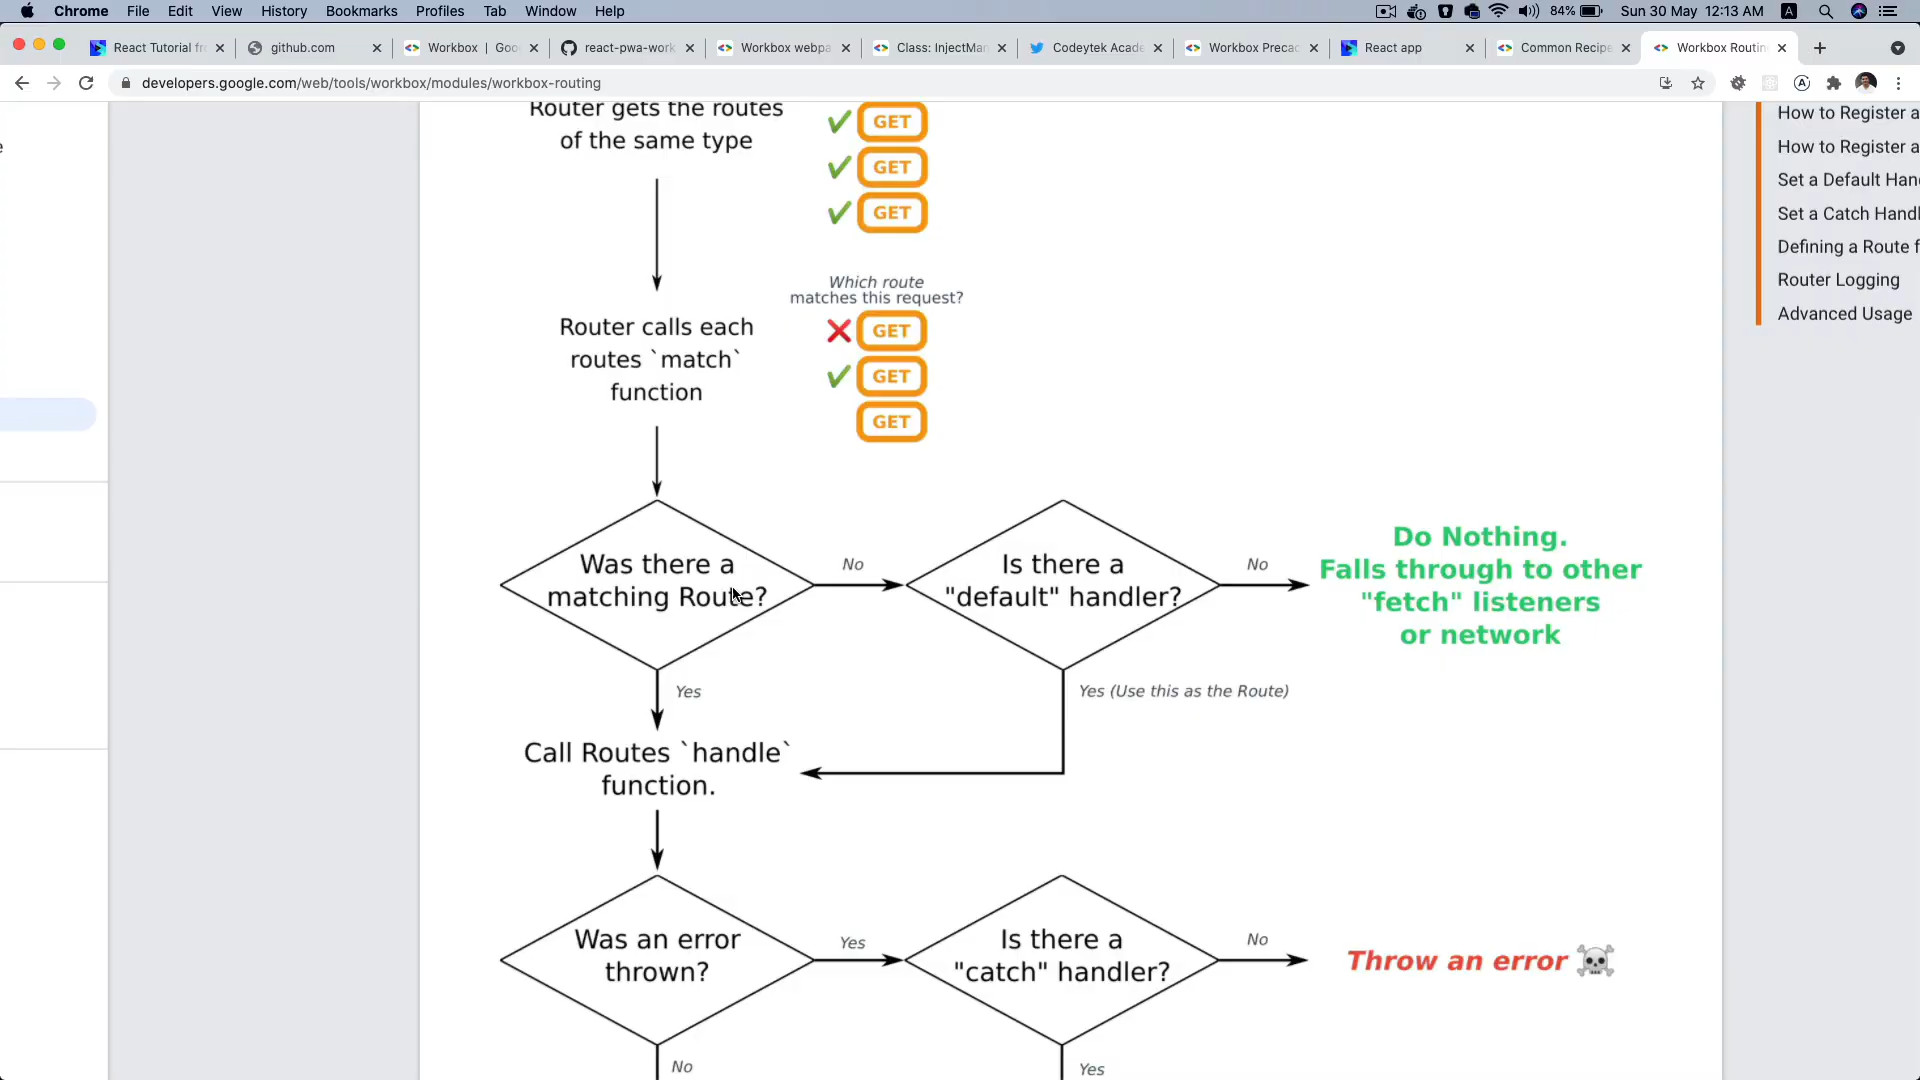 Chrome File Edit View History Bookmarks Profiles Tab Window Help 84% Sun 30 May 12:13 AM A
React Tutorial fr github.com Workbox | Goo react-pwa-work Workbox webpa Class: InjectMan Codeytek Acade Workbox Precac React app Common Recipe Workbox Routin
developers.google.com/web/tools/workbox/modules/workbox-routing
Router gets the routes
of the same type
GET
GET
GET
Which route
matches this request?
Router calls each
routes `match`
function
GET
GET
GET
Was there a
matching Route?
No
Is there a
"default" handler?
No
Do Nothing.
Falls through to other
"fetch" listeners
or network
Yes
Yes (Use this as the Route)
Call Routes `handle`
function.
Was an error
thrown?
Yes
Is there a
"catch" handler?
No
Throw an error
No
Yes
How to Register a
How to Register a
Set a Default Han
Set a Catch Handl
Defining a Route f
Router Logging
Advanced Usage
e